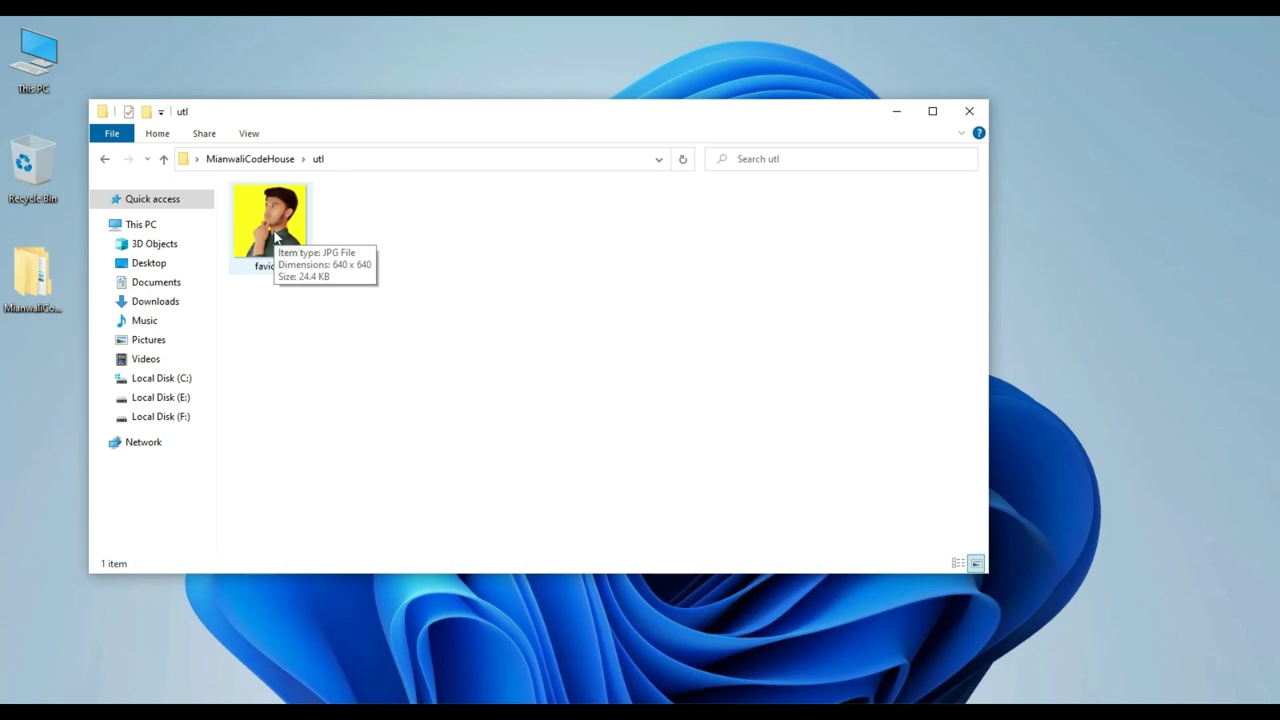 This PC
Recycle Bin
MianwaliCo...
utl
File
Home
Share
View
MianwaliCodeHouse
utl
Search utl
Quick access
This PC
3D Objects
Desktop
Documents
Downloads
Music
Pictures
Videos
Local Disk (C:)
Local Disk (E:)
Local Disk (F:)
Network
Item type: JPG File
Dimensions: 640 x 640
Size: 24.4 KB
1 item